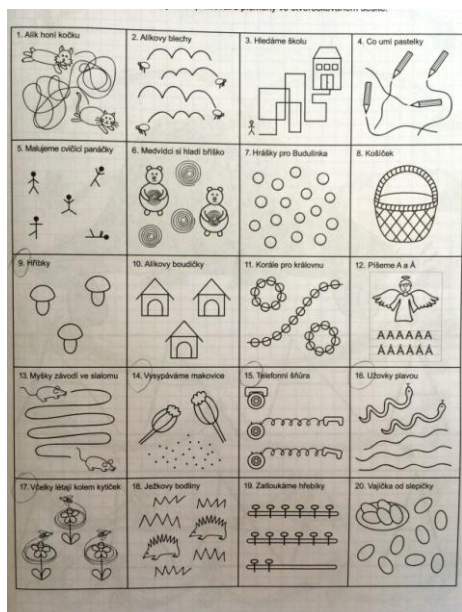 1. Alík honí kočku
2. Alíkovy blechy
3. Hledáme školu
4. Co umí pastelky
5. Malujeme cvičící panáčky
6. Medvídci si hladí bříško
7. Hrášky pro Budulínka
8. Košíček
9. Hříbky
10. Alíkovy boudičky
11. Korále pro královnu
12. Píšeme A a Á
AAAAAA
ÁÁÁÁÁÁ
13. Myšky závodí ve slalomu
14. Vysypáváme makovice
15. Telefonní šňůra
16. Užovky plavou
17. Včelky létají kolem kytiček
18. Ježkovy bodliny
19. Zatloukáme hřebíky
20. Vajíčka od slepičky